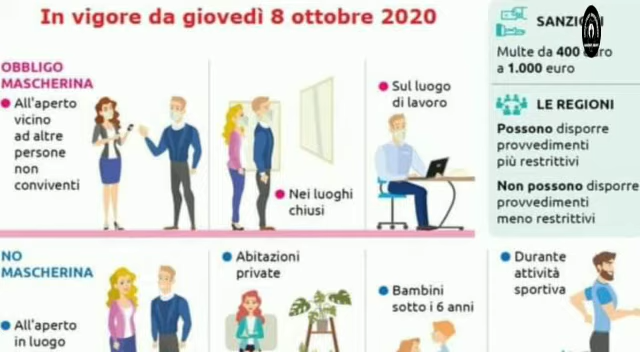 In vigore da giovedì 8 ottobre 2020
OBBLIGO
MASCHERINA
All'aperto
vicino
ad altre
persone
non
conviventi
Nei luoghi
chiusi
Sul luogo
di lavoro
Multe da 400 euro
a 1.000 euro
LE REGIONI
Possono disporre
provvedimenti
più restrittivi
Non possono disporre
provvedimenti
meno restrittivi
NO
MASCHERINA
All'aperto
in luogo
Abitazioni
private
Bambini
sotto i 6 anni
Durante
attività
sportiva